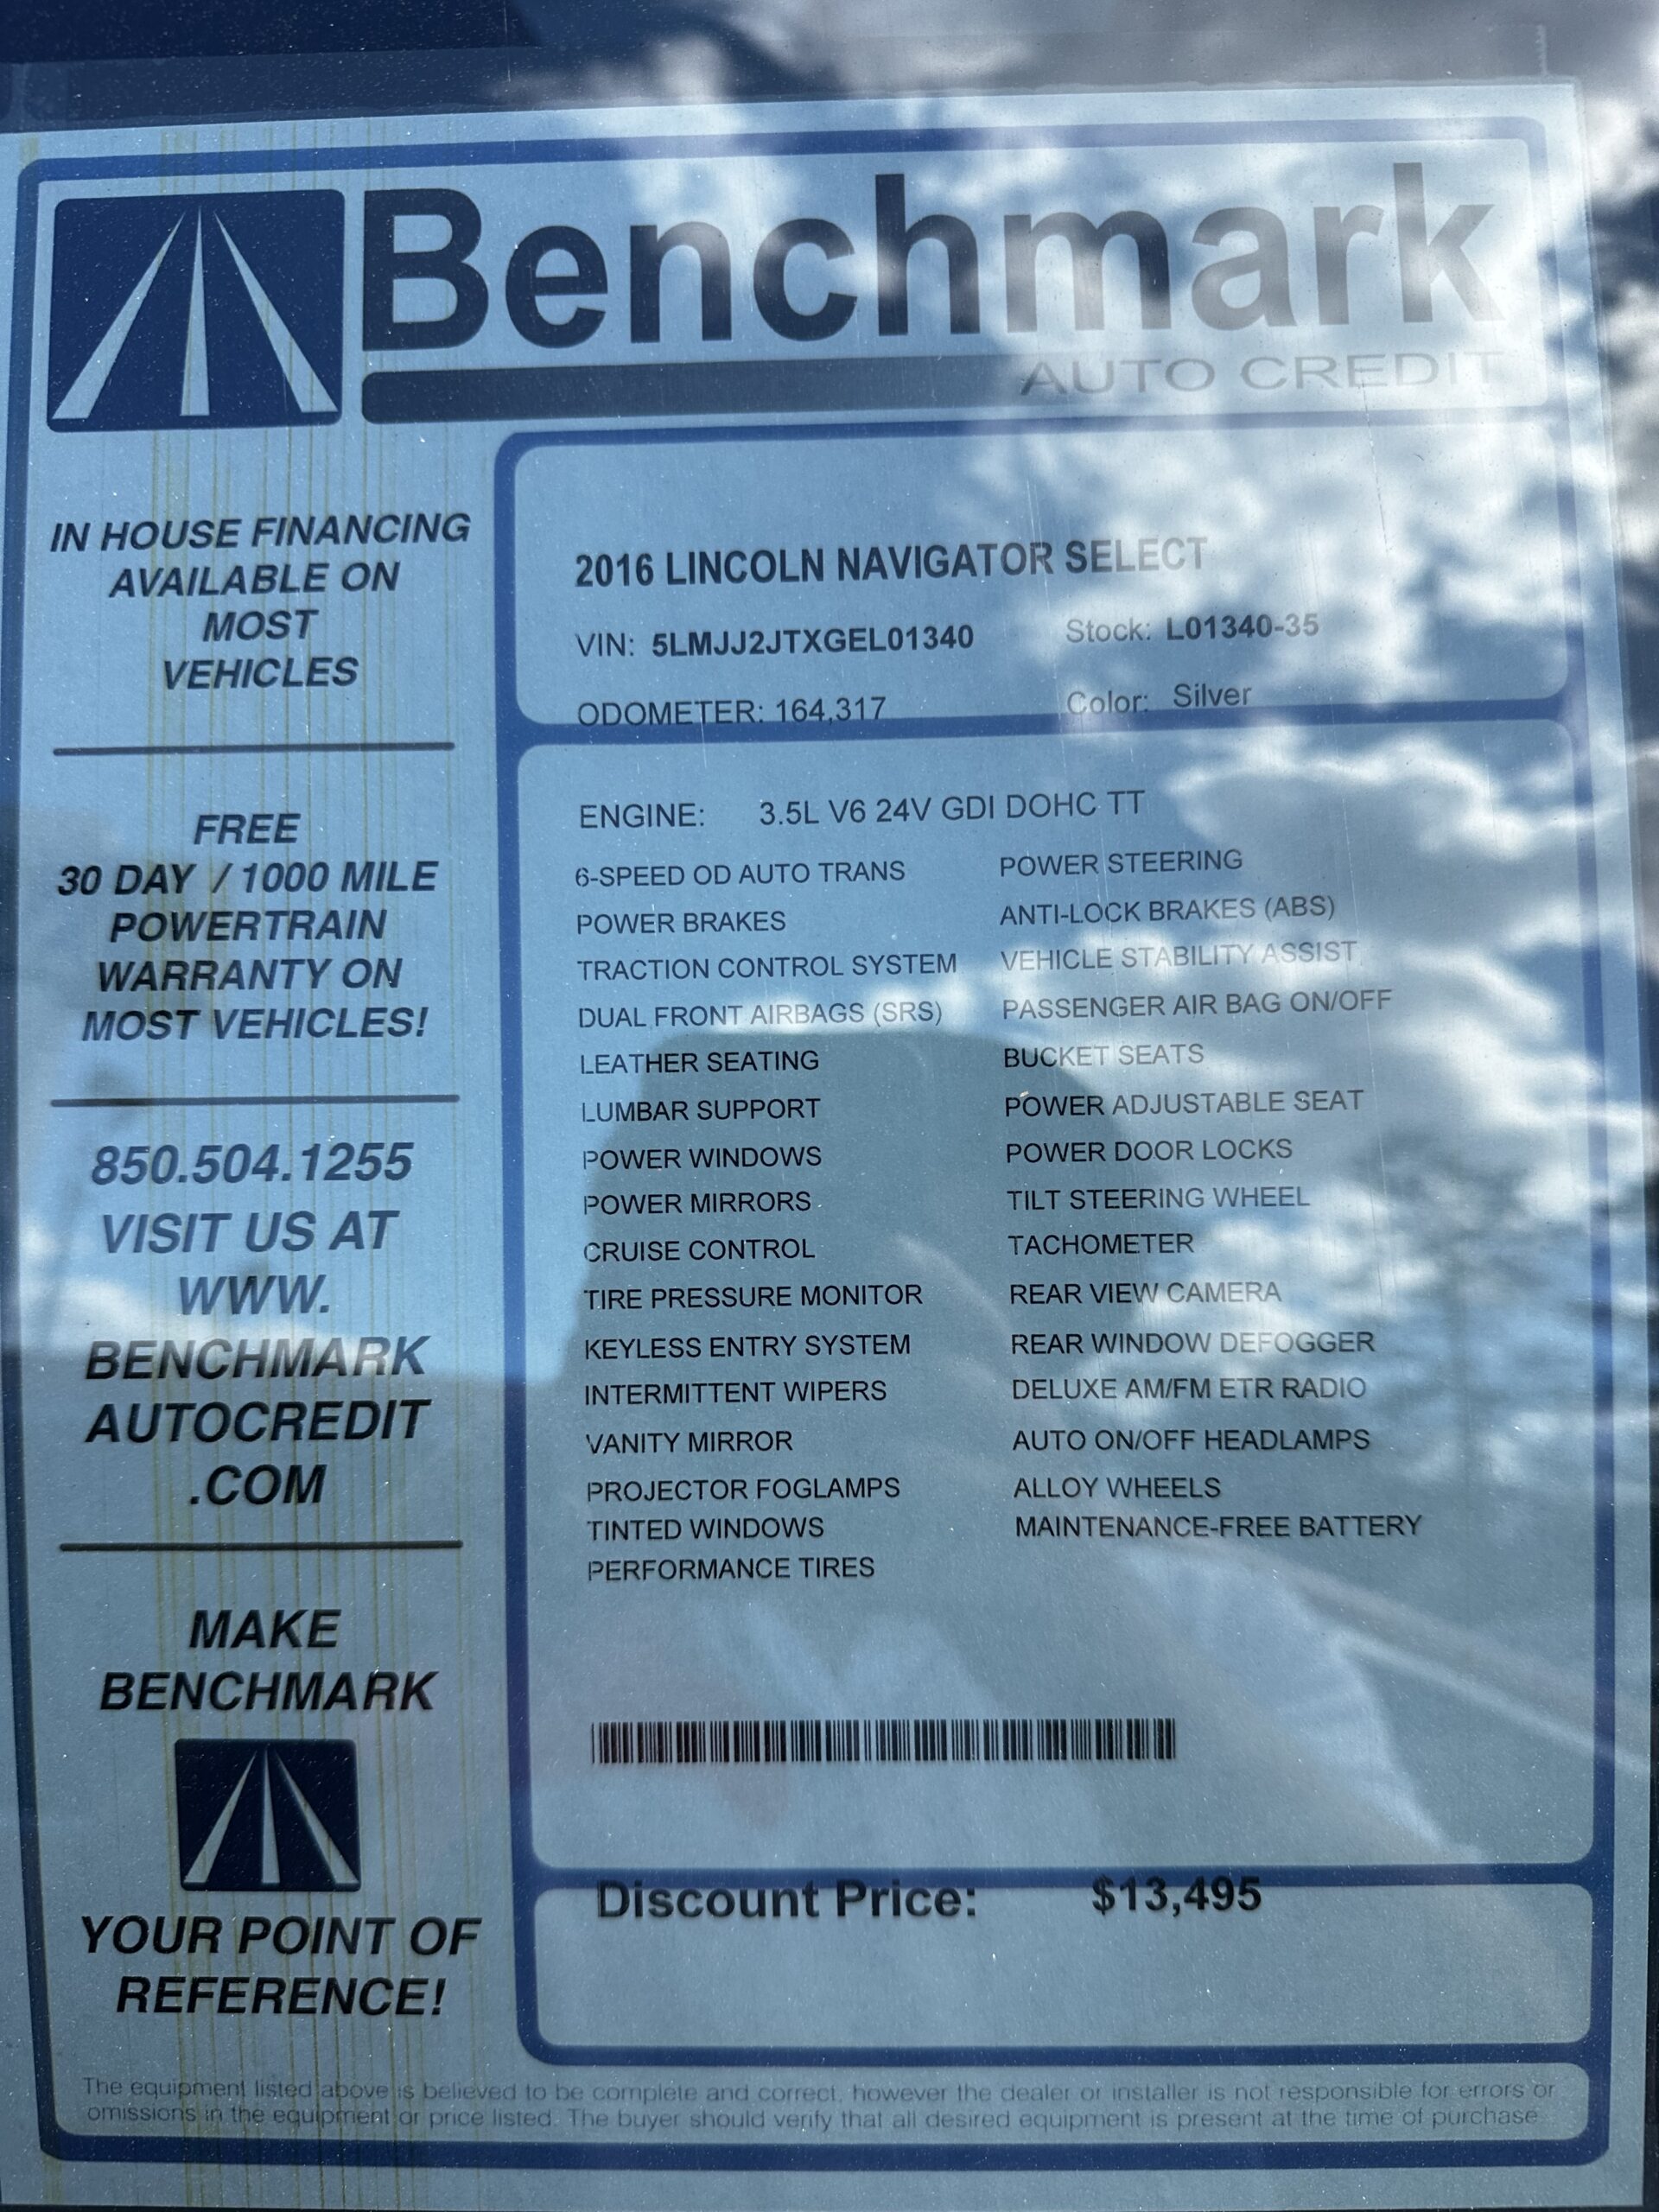 Benchmark
AUTO CREDIT
IN HOUSE FINANCING
AVAILABLE ON
MOST
VEHICLES
FREE
30 DAY / 1000 MILE
POWERTRAIN
WARRANTY ON
MOST VEHICLES!
850.504.1255
VISIT US AT
WWW.
BENCHMARK
AUTOCREDIT
.COM
MAKE
BENCHMARK
YOUR POINT OF
REFERENCE!
2016 LINCOLN NAVIGATOR SELECT
VIN: 5LMJJ2JTXGEL01340 Stock: L01340-35
ODOMETER: 164,317 Color: Silver
ENGINE: 3.5L V6 24V GDI DOHC TT
6-SPEED OD AUTO TRANS POWER STEERING
POWER BRAKES ANTI-LOCK BRAKES (ABS)
TRACTION CONTROL SYSTEM VEHICLE STABILITY ASSIST
DUAL FRONT AIRBAGS (SRS) PASSENGER AIR BAG ON/OFF
LEATHER SEATING BUCKET SEATS
LUMBAR SUPPORT POWER ADJUSTABLE SEAT
POWER WINDOWS POWER DOOR LOCKS
POWER MIRRORS TILT STEERING WHEEL
CRUISE CONTROL TACHOMETER
TIRE PRESSURE MONITOR REAR VIEW CAMERA
KEYLESS ENTRY SYSTEM REAR WINDOW DEFOGGER
INTERMITTENT WIPERS DELUXE AM/FM ETR RADIO
VANITY MIRROR AUTO ON/OFF HEADLAMPS
PROJECTOR FOGLAMPS ALLOY WHEELS
TINTED WINDOWS MAINTENANCE-FREE BATTERY
PERFORMANCE TIRES
Discount Price: $13,495
The equipment listed above is believed to be complete and correct, however the dealer or installer is not responsible for errors or
omissions in the equipment or price listed. The buyer should verify that all desired equipment is present at the time of purchase.